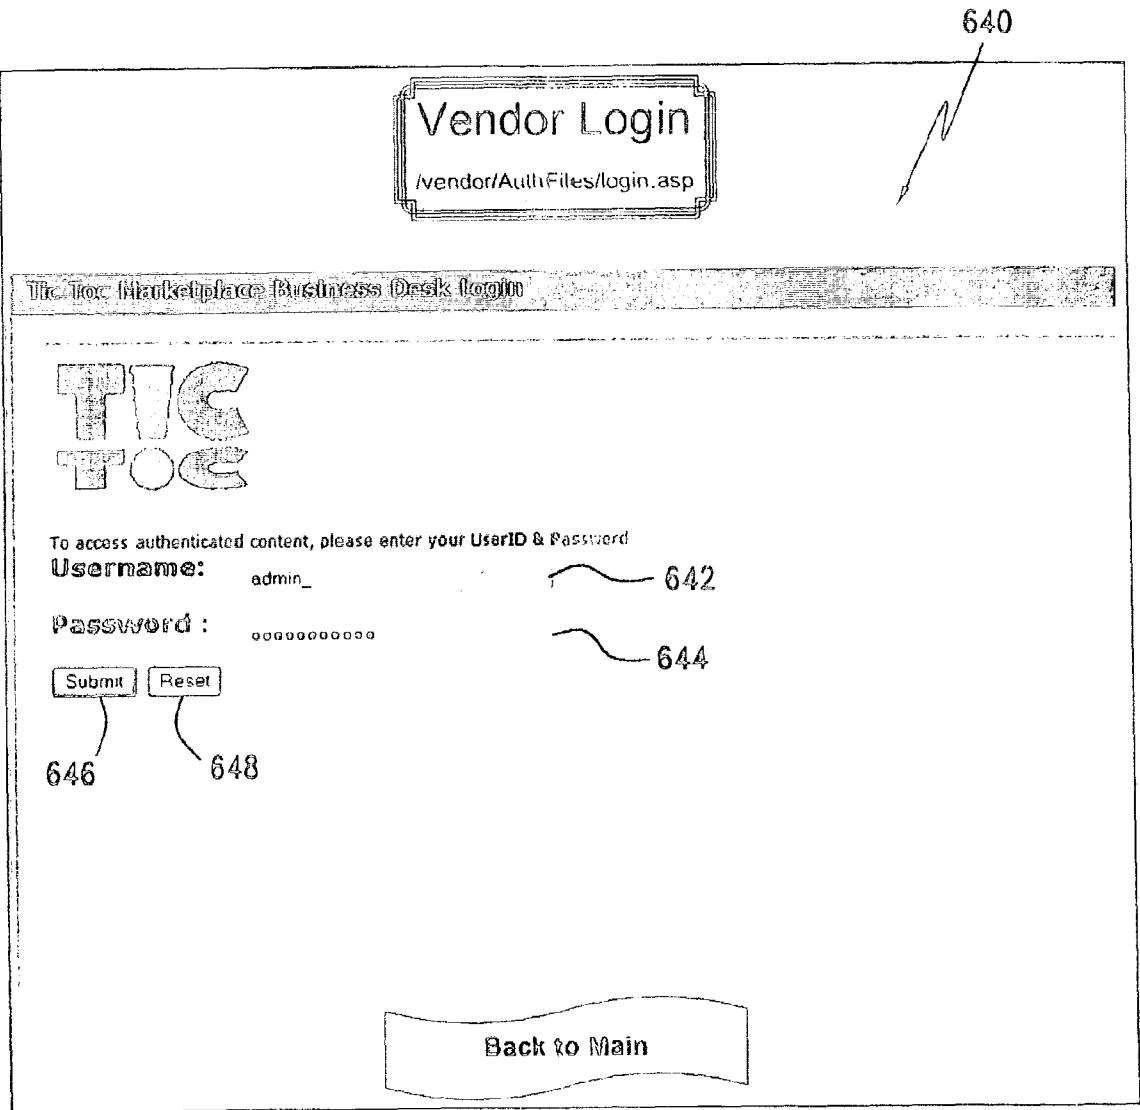 640
Vendor Login
/vendor/AuthFiles/login.asp
Tic Toc Marketplace Business Desk login
TIC
TOC
To access authenticated content, please enter your UserID & Password
Username: admin_ 642
Password : ooooooooooo 644
Submit Reset
646 648
Back to Main